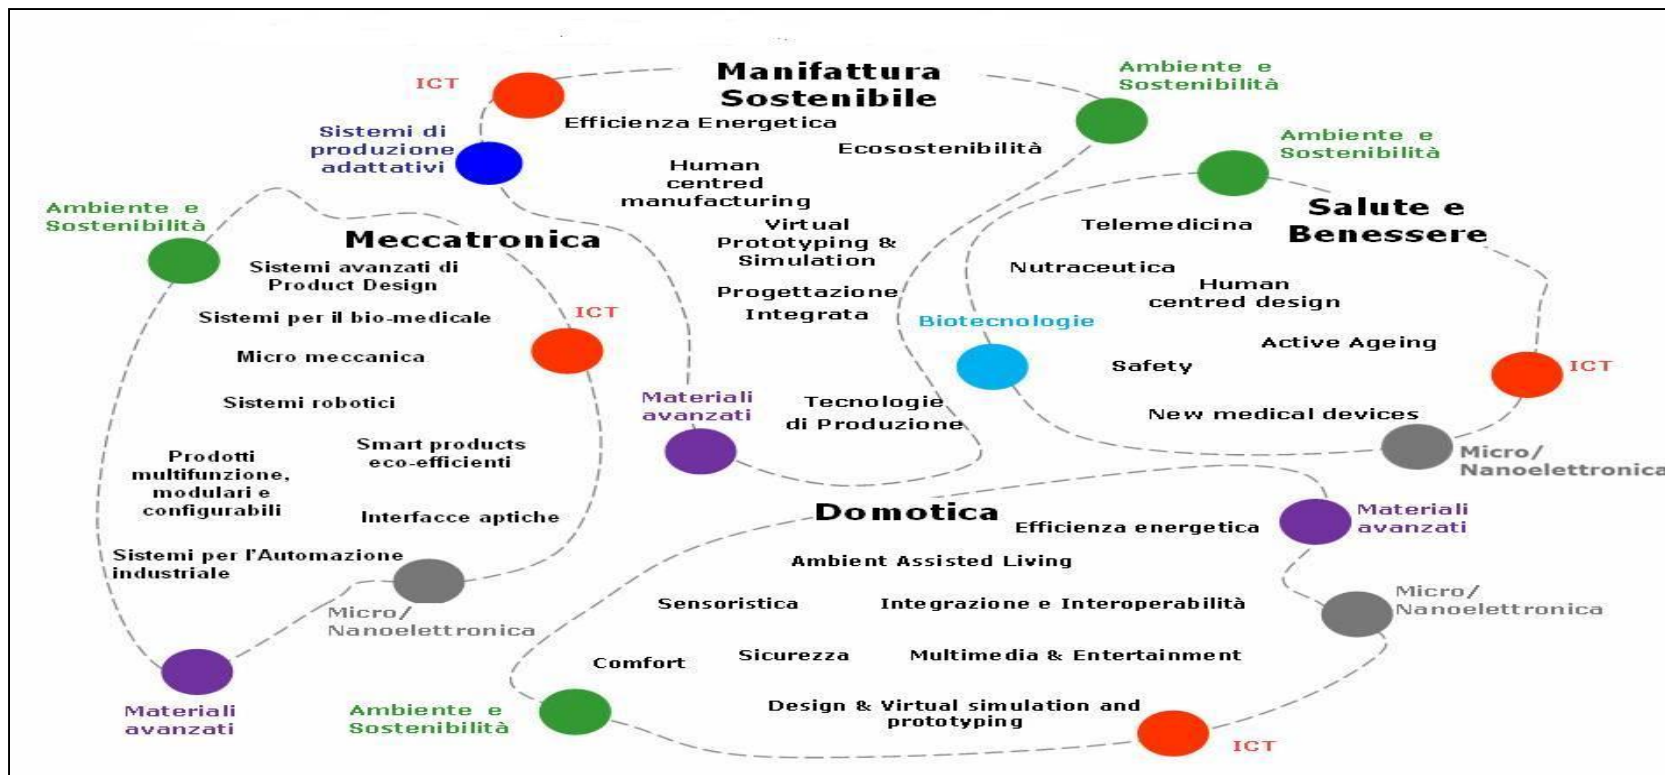 ICT
Manifattura
Sostenibile
Ambiente e
Sostenibilità
Efficienza Energetica
Sistemi di
produzione
adattativi
Ecosostenibilità
Human
centred
manufacturing
Virtual
Prototyping &
Simulation
Progettazione
Integrata
Materiali
avanzati
Tecnologie
di Produzione
Ambiente e
Sostenibilità
Salute e
Benessere
Telemedicina
Nutraceutica
Human
centred design
Biotecnologie
Active Ageing
Safety
ICT
New medical devices
Micro/
Nanoelettronica
Ambiente e
Sostenibilità
Meccatronica
Sistemi avanzati di
Product Design
Sistemi per il bio-medicale
ICT
Micro meccanica
Sistemi robotici
Smart products
eco-efficienti
Prodotti
multifunzione,
modulari e
configurabili
Interfacce aptiche
Sistemi per l'Automazione
industriale
Micro/
Nanoelettronica
Materiali
avanzati
Domotica
Efficienza energetica
Materiali
avanzati
Ambient Assisted Living
Sensoristica
Integrazione e Interoperabilità
Micro/
Nanoelettronica
Comfort
Sicurezza
Multimedia & Entertainment
Ambiente e
Sostenibilità
Design & Virtual simulation and
prototyping
ICT